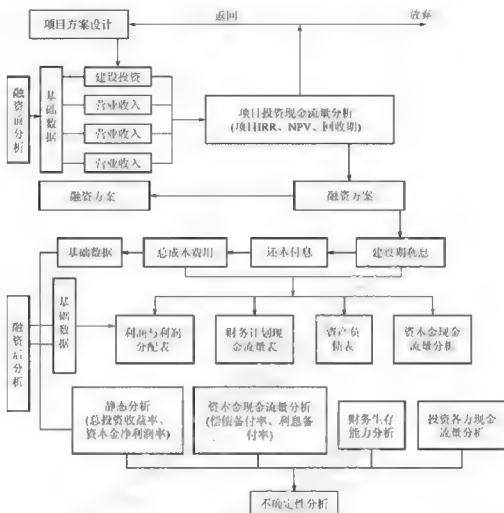 返回
放弃
项目方案设计
融资前分析
基础数据
建设投资
营业收入
营业收入
营业收入
项目投资现金流量分析
(项目IRR、NPV、回收期)
融资方案
融资方案
基础数据
总成本费用
还本付息
建设期利息
融资后分析
基础数据
利润与利润
分配表
财务计划现
金流量表
资产负
债表
资本金现金
流量分析
静态分析
(总投资收益率、
资本金净利润率)
资本金现金流量分析
(偿债备付率、利息备
付率)
财务生存
能力分析
投资各方现金
流量分析
不确定性分析